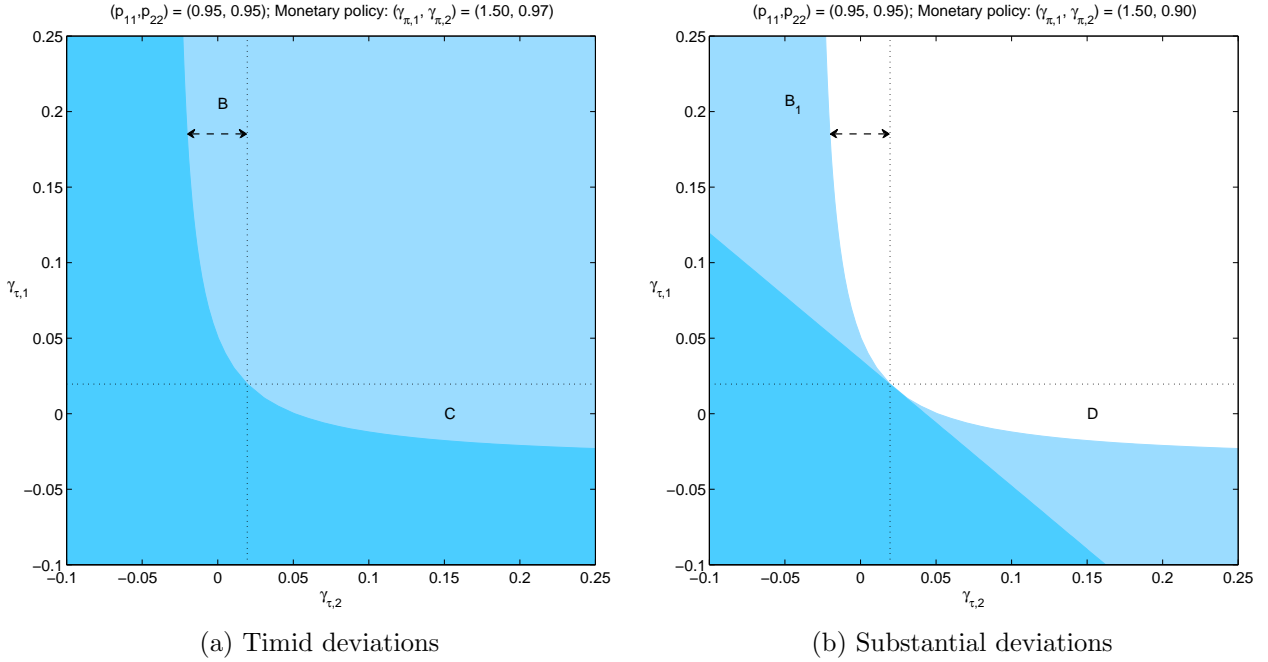 (p11,p22) = (0.95, 0.95); Monetary policy: (γπ,1, γπ,2) = (1.50, 0.97)
0.25
0.2
0.15
0.1
0.05
0
−0.05
−0.1
γτ,1
B
C
−0.1 −0.05 0 0.05 0.1 0.15 0.2 0.25
γτ,2
(a) Timid deviations
(p11,p22) = (0.95, 0.95); Monetary policy: (γπ,1, γπ,2) = (1.50, 0.90)
0.25
0.2
0.15
0.1
0.05
0
−0.05
−0.1
γτ,1
B1
D
−0.1 −0.05 0 0.05 0.1 0.15 0.2 0.25
γτ,2
(b) Substantial deviations